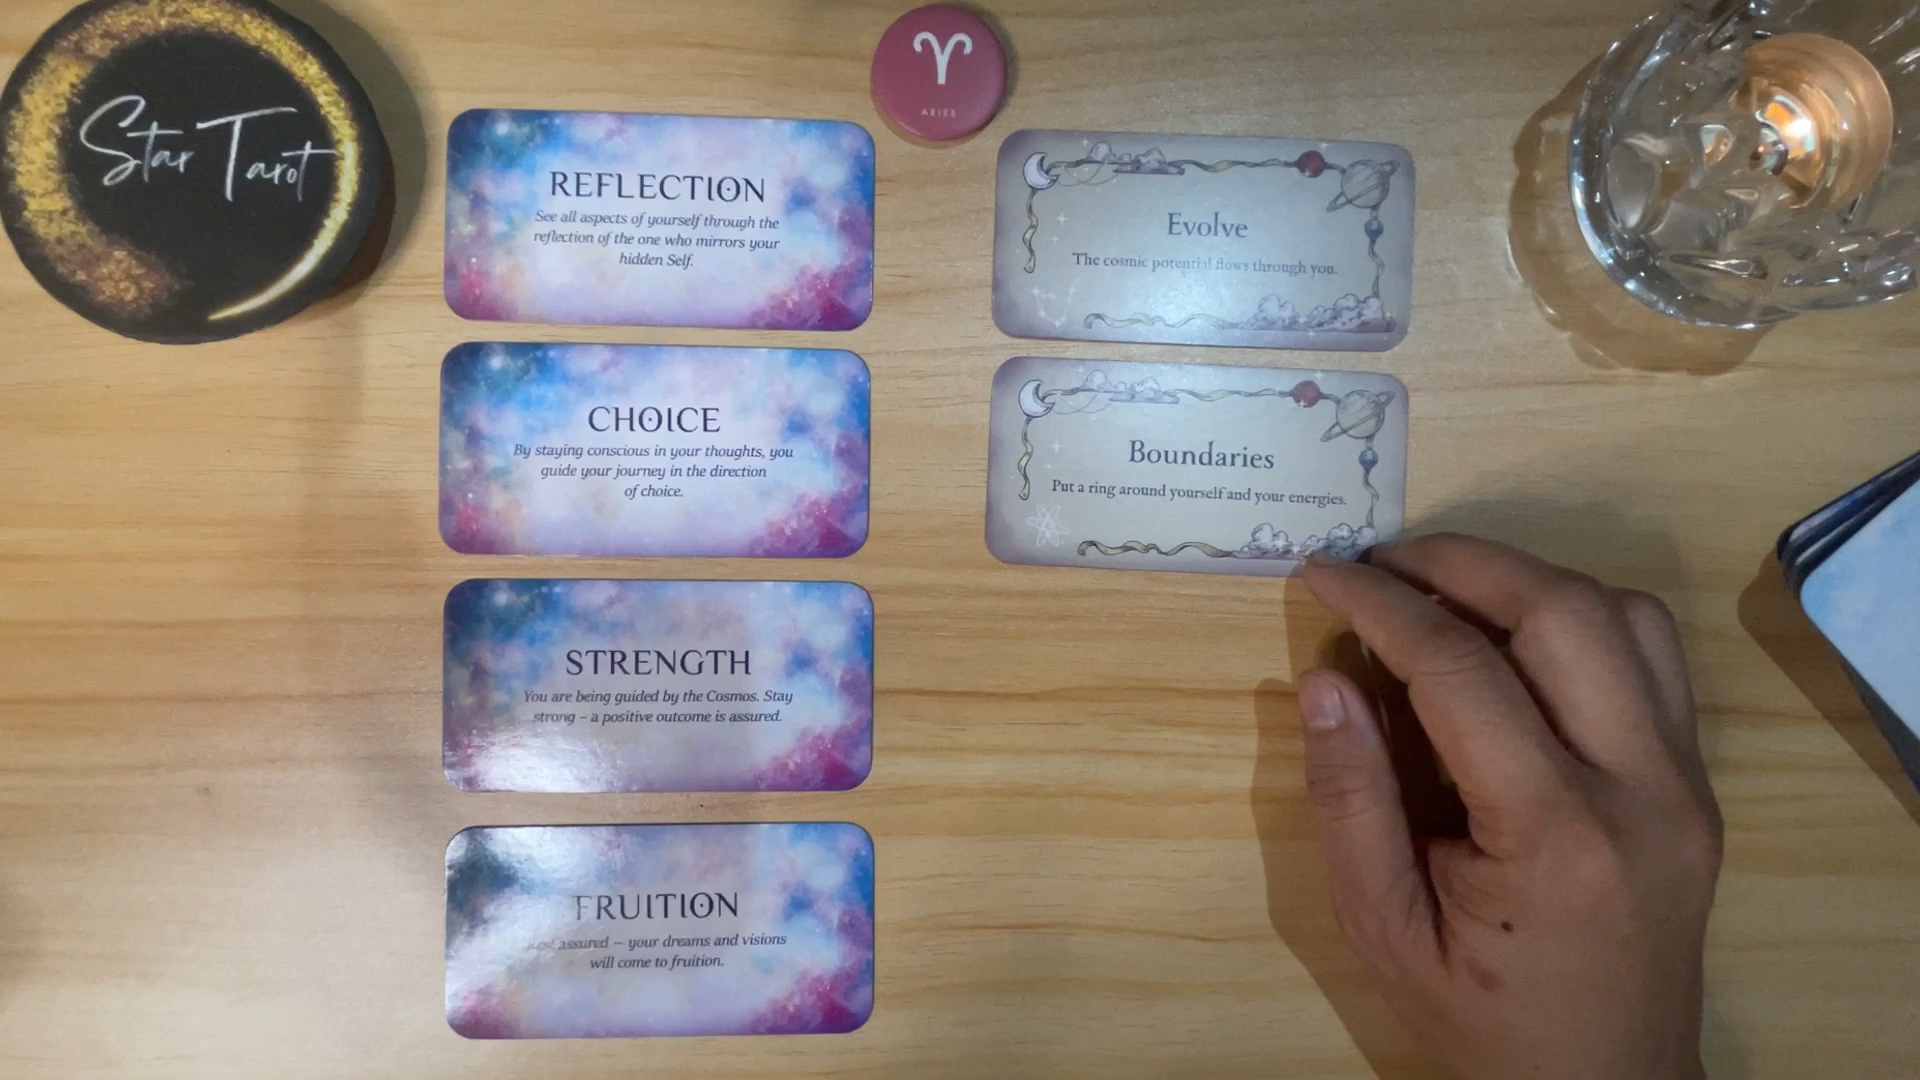 Star Tarot
ARIES
REFLECTION
See all aspects of yourself through the
reflection of the one who mirrors your
hidden Self.
CHOICE
By staying conscious in your thoughts, you
guide your journey in the direction
of choice.
STRENGTH
You are being guided by the Cosmos. Stay
strong – a positive outcome is assured.
FRUITION
Rest assured – your dreams and visions
will come to fruition.
Evolve
The cosmic potential flows through you.
Boundaries
Put a ring around yourself and your energies.